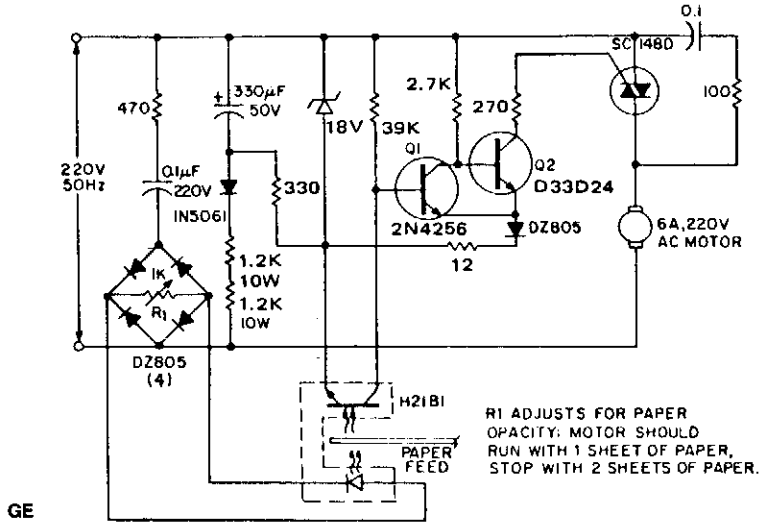 0.1
SC 148D
100
330µF
50V
2.7K
470
18V
39K
270
Q1
Q2
220V
50Hz
0.1µF
220V
IN5061
330
D33D24
2N4256
DZ805
6A, 220V
AC MOTOR
12
1.2K
10W
1.2K
10W
1K
R1
DZ805
(4)
H21B1
PAPER
FEED
R1 ADJUSTS FOR PAPER
OPACITY; MOTOR SHOULD
RUN WITH 1 SHEET OF PAPER,
STOP WITH 2 SHEETS OF PAPER.
GE